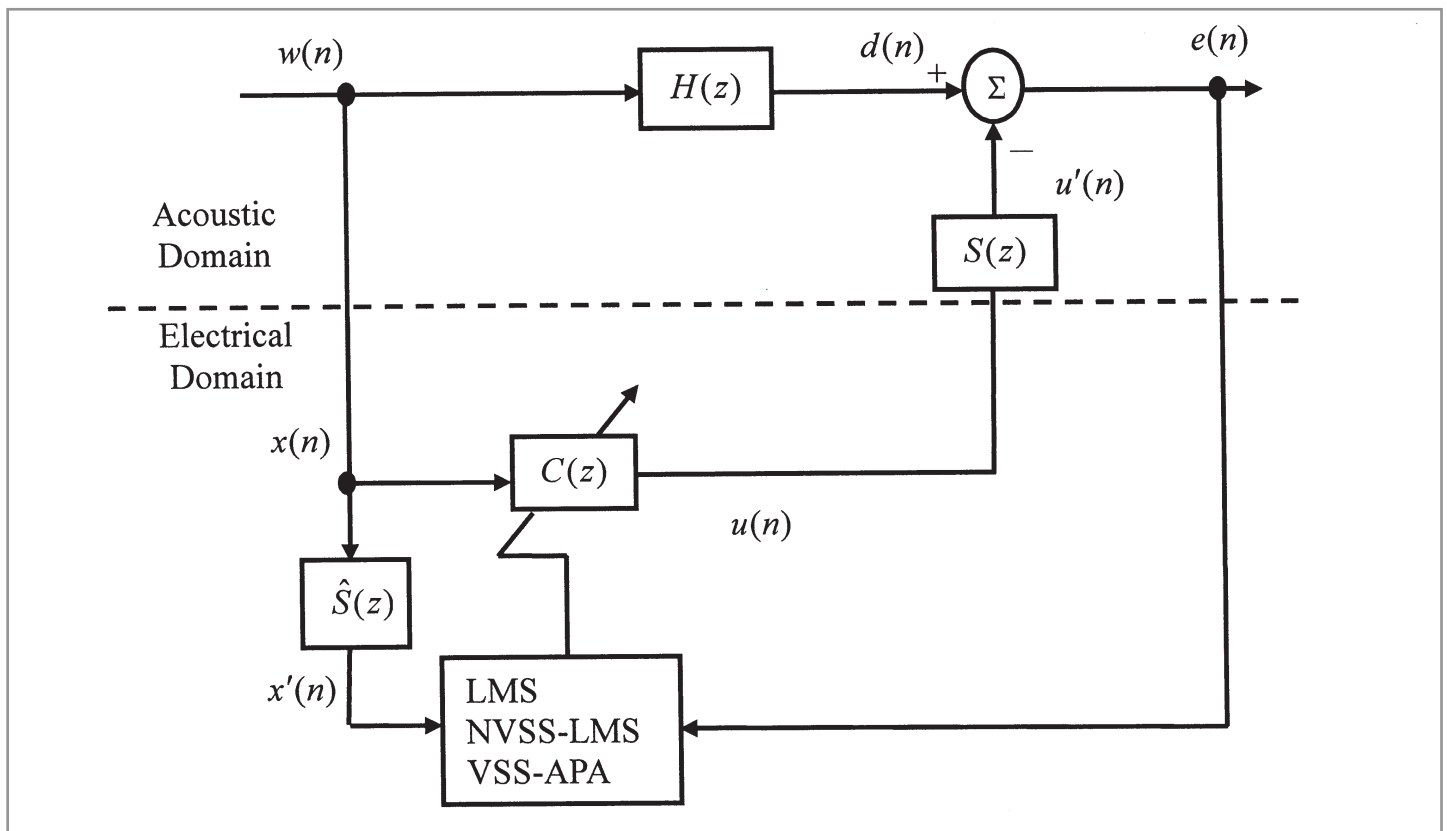 w(n)
H(z)
d(n)
+
Σ
e(n)
−
u′(n)
S(z)
Acoustic
Domain
Electrical
Domain
x(n)
C(z)
u(n)
Ŝ(z)
x′(n)
LMS
NVSS-LMS
VSS-APA